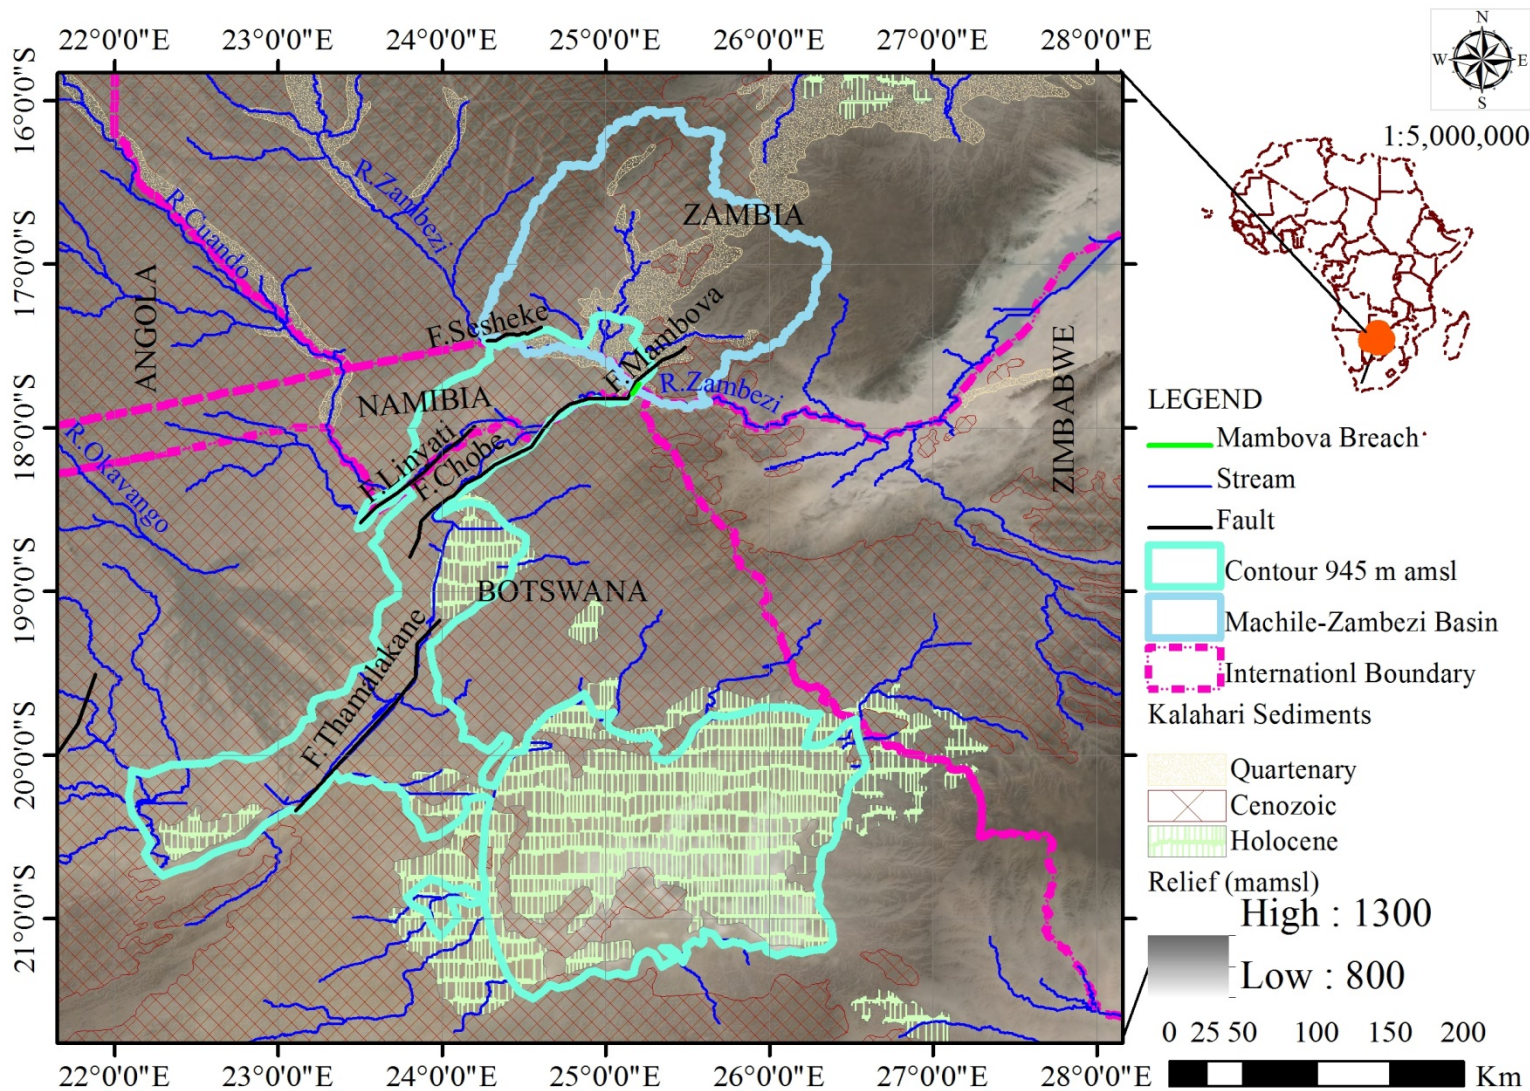 22°0'0"E 23°0'0"E 24°0'0"E 25°0'0"E 26°0'0"E 27°0'0"E 28°0'0"E
N
W E
S
1:5,000,000
16°0'0"S
17°0'0"S
18°0'0"S
19°0'0"S
20°0'0"S
21°0'0"S
R.Zambezi
R.Cuando
ZAMBIA
ANGOLA
F.Sesheke
F.Mambova
R.Zambezi
NAMIBIA
ZIMBABWE
R.Okavango
F.Linyati
F.Chobe
BOTSWANA
F.Thamalakane
LEGEND
Mambova Breach
Stream
Fault
Contour 945 m amsl
Machile-Zambezi Basin
Internationl Boundary
Kalahari Sediments
Quartenary
Cenozoic
Holocene
Relief (mamsl)
High : 1300
Low : 800
0 25 50 100 150 200
Km
22°0'0"E 23°0'0"E 24°0'0"E 25°0'0"E 26°0'0"E 27°0'0"E 28°0'0"E